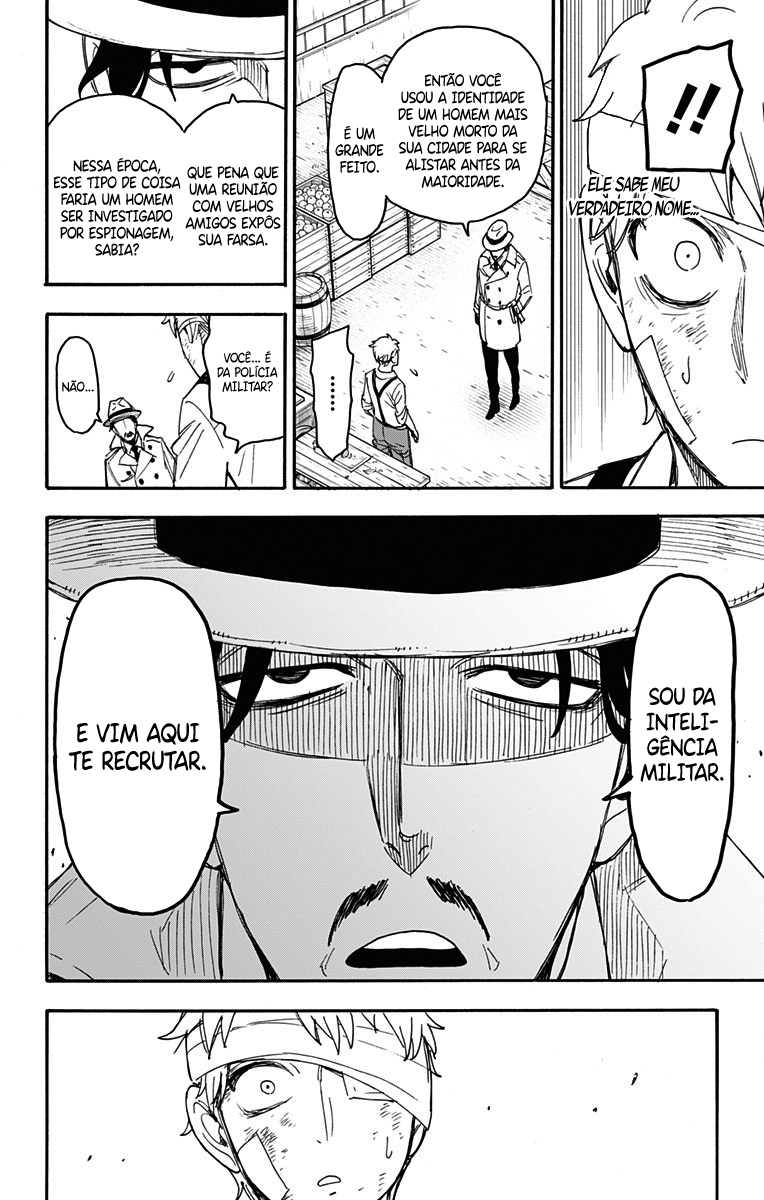 !!
ELE SABE MEU
VERDADEIRO NOME...
ENTÃO VOCÊ
USOU A IDENTIDADE
DE UM HOMEM MAIS
VELHO MORTO DA
SUA CIDADE PARA SE
ALISTAR ANTES DA
MAIORIDADE.
É UM
GRANDE
FEITO.
......
QUE PENA QUE
UMA REUNIÃO
COM VELHOS
AMIGOS EXPÔS
SUA FARSA.
NESSA ÉPOCA,
ESSE TIPO DE COISA
FARIA UM HOMEM
SER INVESTIGADO
POR ESPIONAGEM,
SABIA?
VOCÊ... É
DA POLÍCIA
MILITAR?
NÃO...
SOU DA
INTELI-
GÊNCIA
MILITAR.
E VIM AQUI
TE RECRUTAR.